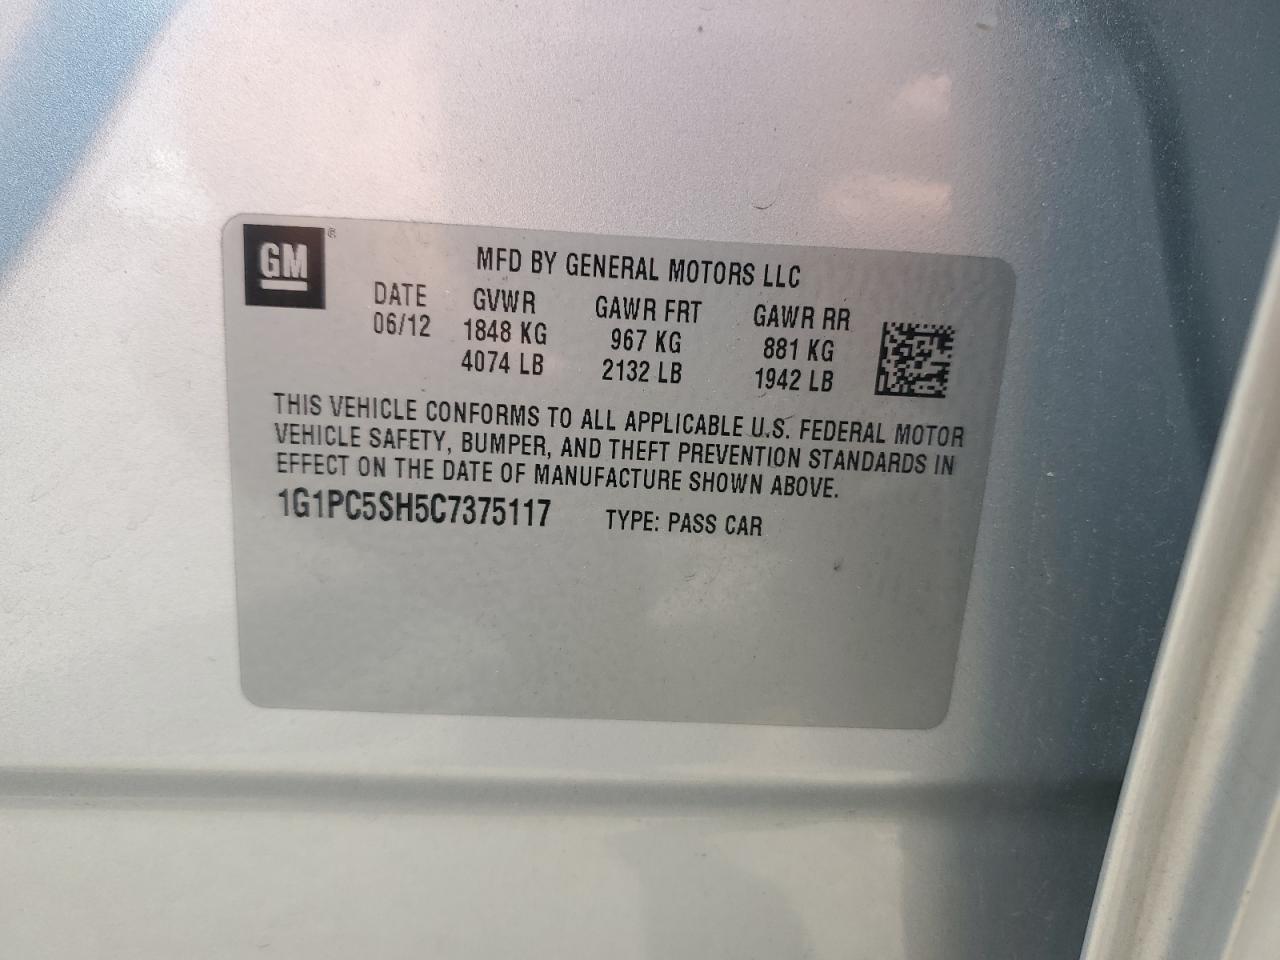 GM®
MFD BY GENERAL MOTORS LLC
DATE GVWR GAWR FRT GAWR RR
06/12 1848 KG 967 KG 881 KG
4074 LB 2132 LB 1942 LB
THIS VEHICLE CONFORMS TO ALL APPLICABLE U.S. FEDERAL MOTOR
VEHICLE SAFETY, BUMPER, AND THEFT PREVENTION STANDARDS IN
EFFECT ON THE DATE OF MANUFACTURE SHOWN ABOVE.
1G1PC5SH5C7375117 TYPE: PASS CAR